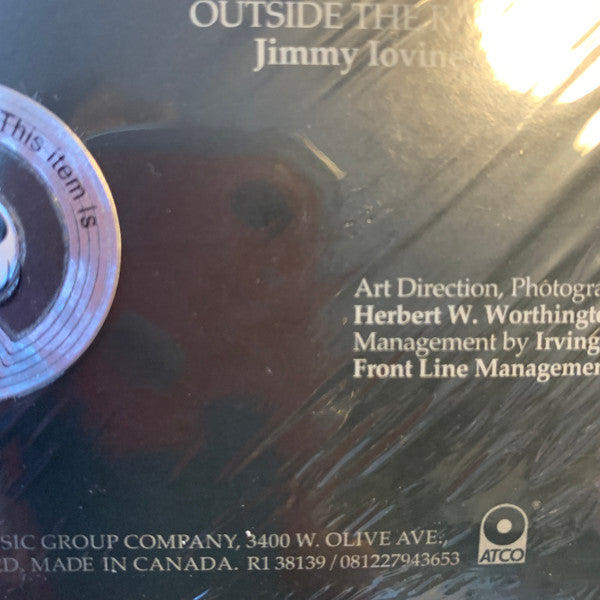 OUTSIDE THE
Jimmy Iovine
This item is
Art Direction, Photogra
Herbert W. Worthingto
Management by Irving
Front Line Managemen
SIC GROUP COMPANY, 3400 W. OLIVE AVE.,
D. MADE IN CANADA. R1 38139 / 081227943653
ATCO
®